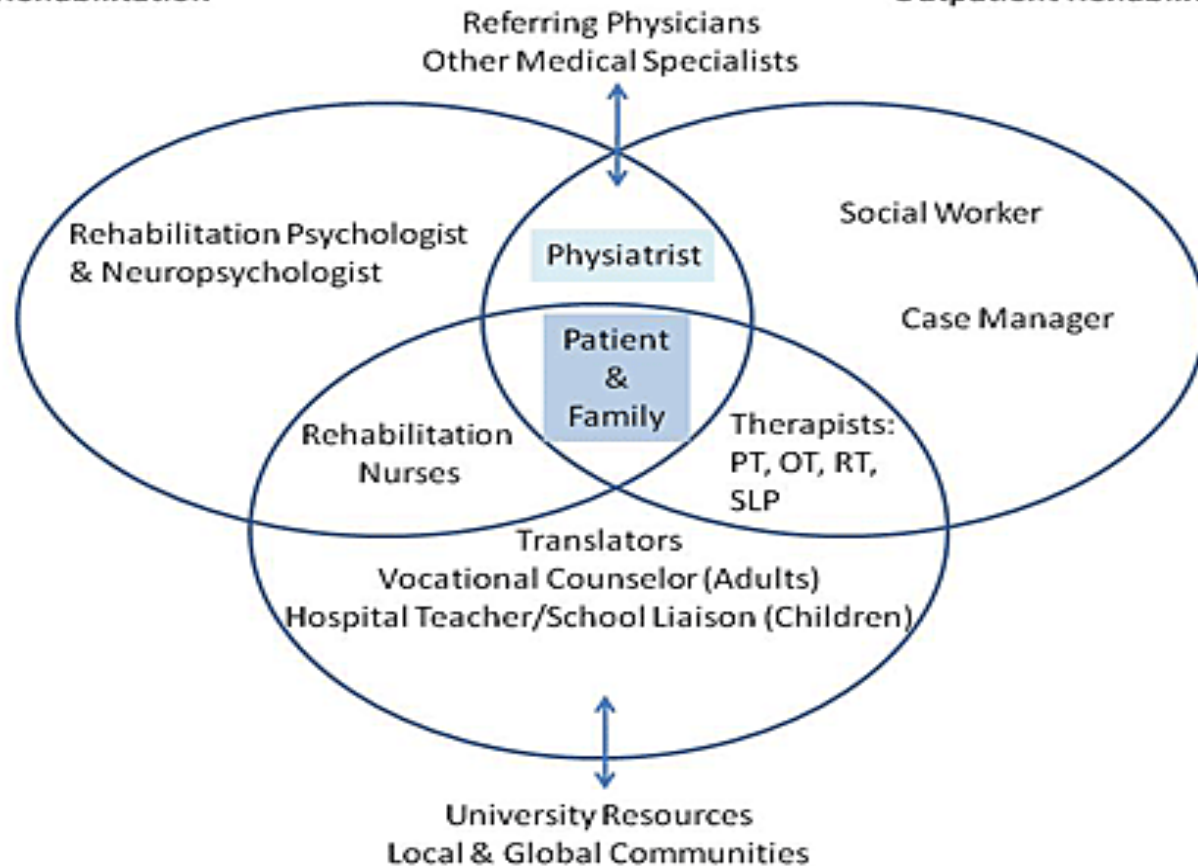 Referring Physicians
Other Medical Specialists
Rehabilitation Psychologist
& Neuropsychologist
Physiatrist
Social Worker
Case Manager
Patient
&
Family
Rehabilitation
Nurses
Therapists:
PT, OT, RT,
SLP
Translators
Vocational Counselor (Adults)
Hospital Teacher/School Liaison (Children)
University Resources
Local & Global Communities